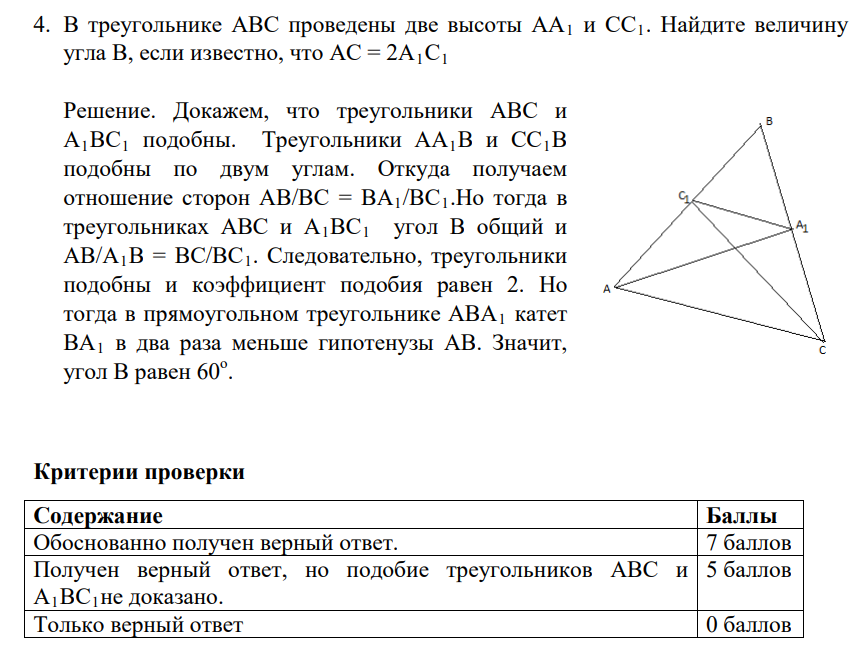 4. В треугольнике ABC проведены две высоты AA₁ и CC₁. Найдите величину
угла B, если известно, что AC = 2A₁C₁
Решение. Докажем, что треугольники ABC и
A₁BC₁ подобны. Треугольники AA₁B и CC₁B
подобны по двум углам. Откуда получаем
отношение сторон AB/BC = BA₁/BC₁.Но тогда в
треугольниках ABC и A₁BC₁ угол B общий и
AB/A₁B = BC/BC₁. Следовательно, треугольники
подобны и коэффициент подобия равен 2. Но
тогда в прямоугольном треугольнике ABA₁ катет
BA₁ в два раза меньше гипотенузы AB. Значит,
угол B равен 60º.
B
C₁
A₁
A
C
Критерии проверки
Содержание Баллы
Обоснованно получен верный ответ. 7 баллов
Получен верный ответ, но подобие треугольников ABC и 5 баллов
A₁BC₁не доказано.
Только верный ответ 0 баллов